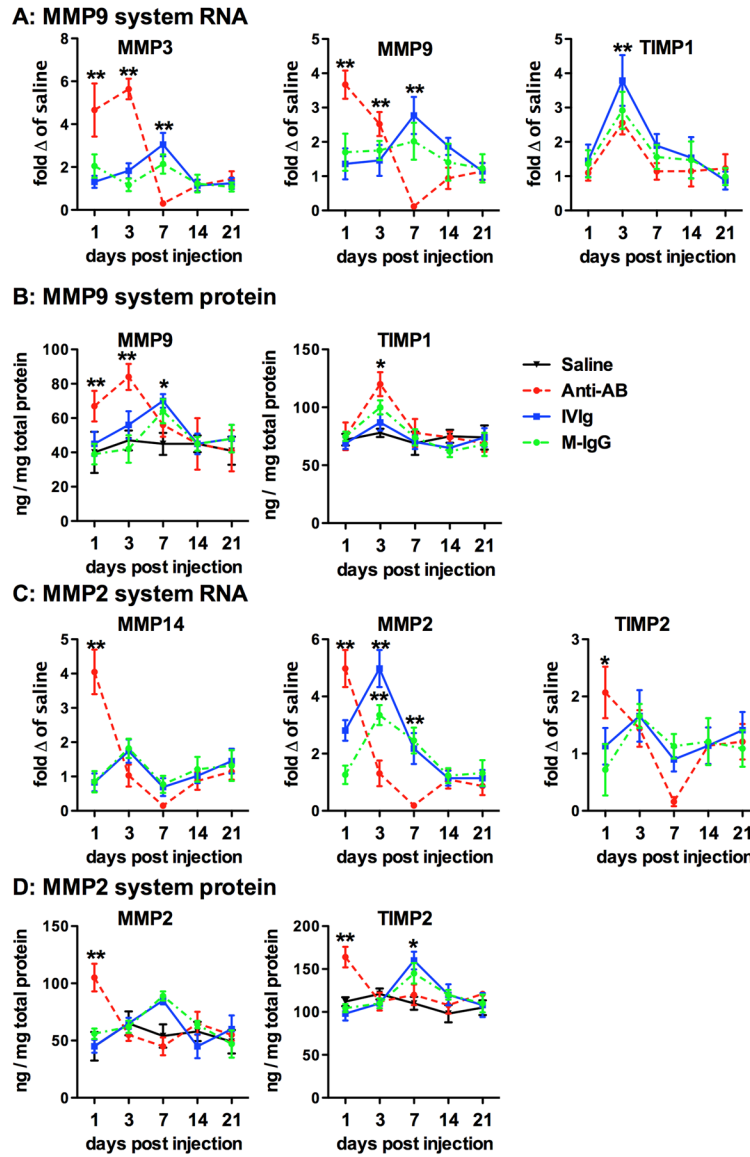 A: MMP9 system RNA
MMP3
MMP9
TIMP1
fold Δ of saline
8
6
4
2
0
**
**
**
1 3 7 14 21
days post injection
fold Δ of saline
5
4
3
2
1
0
**
**
**
1 3 7 14 21
days post injection
fold Δ of saline
5
4
3
2
1
0
**
1 3 7 14 21
days post injection
B: MMP9 system protein
MMP9
TIMP1
ng / mg total protein
100
80
60
40
20
0
**
**
*
1 3 7 14 21
days post injection
ng / mg total protein
150
100
50
0
*
1 3 7 14 21
days post injection
Saline
Anti-AB
IVIg
M-IgG
C: MMP2 system RNA
MMP14
MMP2
TIMP2
fold Δ of saline
5
4
3
2
1
0
**
1 3 7 14 21
days post injection
fold Δ of saline
6
4
2
0
**
**
**
**
1 3 7 14 21
days post injection
fold Δ of saline
3
2
1
0
*
1 3 7 14 21
days post injection
D: MMP2 system protein
MMP2
TIMP2
ng / mg total protein
150
100
50
0
**
1 3 7 14 21
days post injection
ng / mg total protein
200
150
100
50
0
**
*
1 3 7 14 21
days post injection